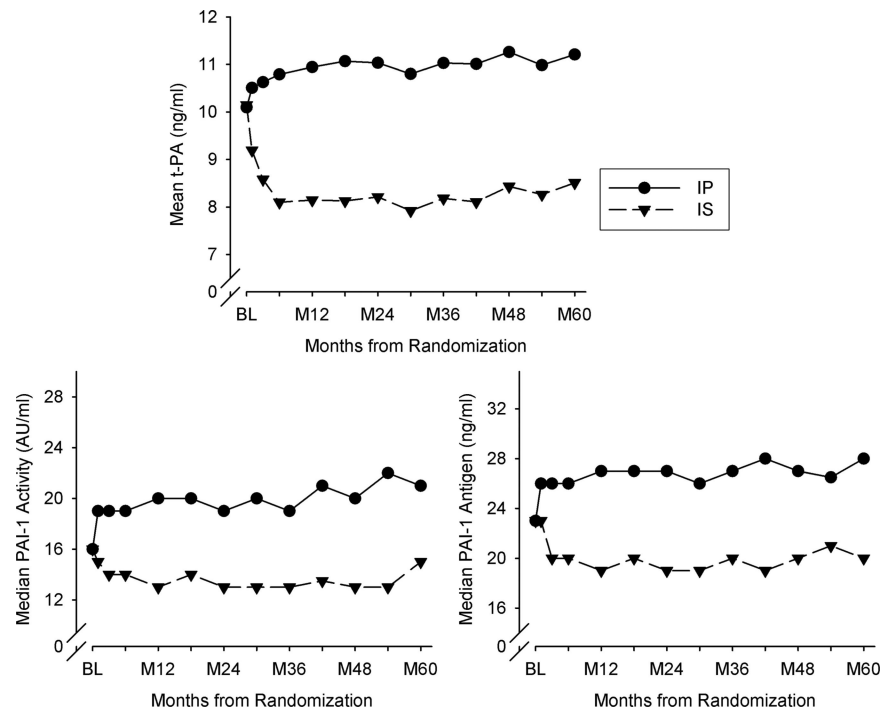 Mean t-PA (ng/ml)
12
11
10
9
8
7
0
BL M12 M24 M36 M48 M60
Months from Randomization
IP
IS
Median PAI-1 Activity (AU/ml)
28
24
20
16
12
0
BL M12 M24 M36 M48 M60
Months from Randomization
Median PAI-1 Antigen (ng/ml)
32
28
24
20
16
0
BL M12 M24 M36 M48 M60
Months from Randomization